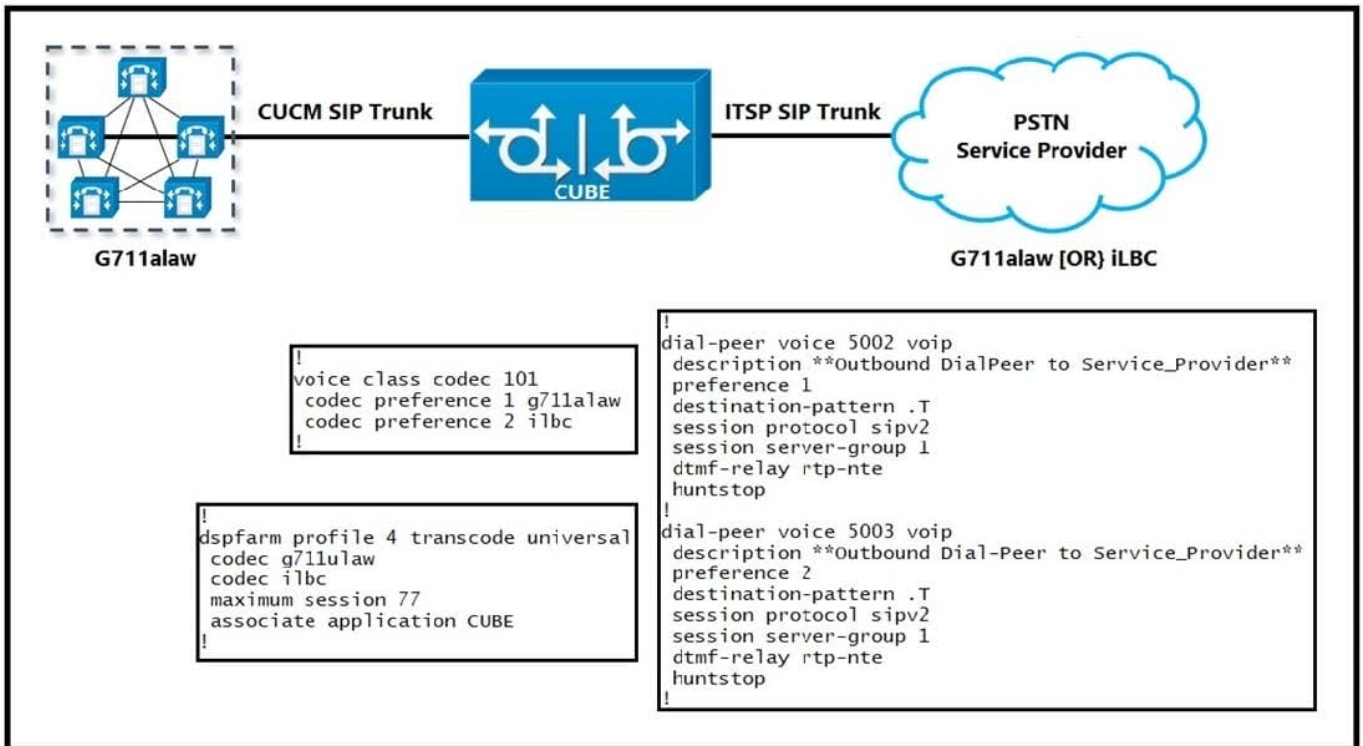 CUCM SIP Trunk
ITSP SIP Trunk
PSTN
Service Provider
CUBE
G711alaw
G711alaw [OR} iLBC
!
voice class codec 101
codec preference 1 g711alaw
codec preference 2 ilbc
!
!
dspfarm profile 4 transcode universal
codec g711ulaw
codec ilbc
maximum session 77
associate application CUBE
!
!
dial-peer voice 5002 voip
description **Outbound DialPeer to Service_Provider**
preference 1
destination-pattern .T
session protocol sipv2
session server-group 1
dtmf-relay rtp-nte
huntstop
!
dial-peer voice 5003 voip
description **Outbound Dial-Peer to Service_Provider**
preference 2
destination-pattern .T
session protocol sipv2
session server-group 1
dtmf-relay rtp-nte
huntstop
!